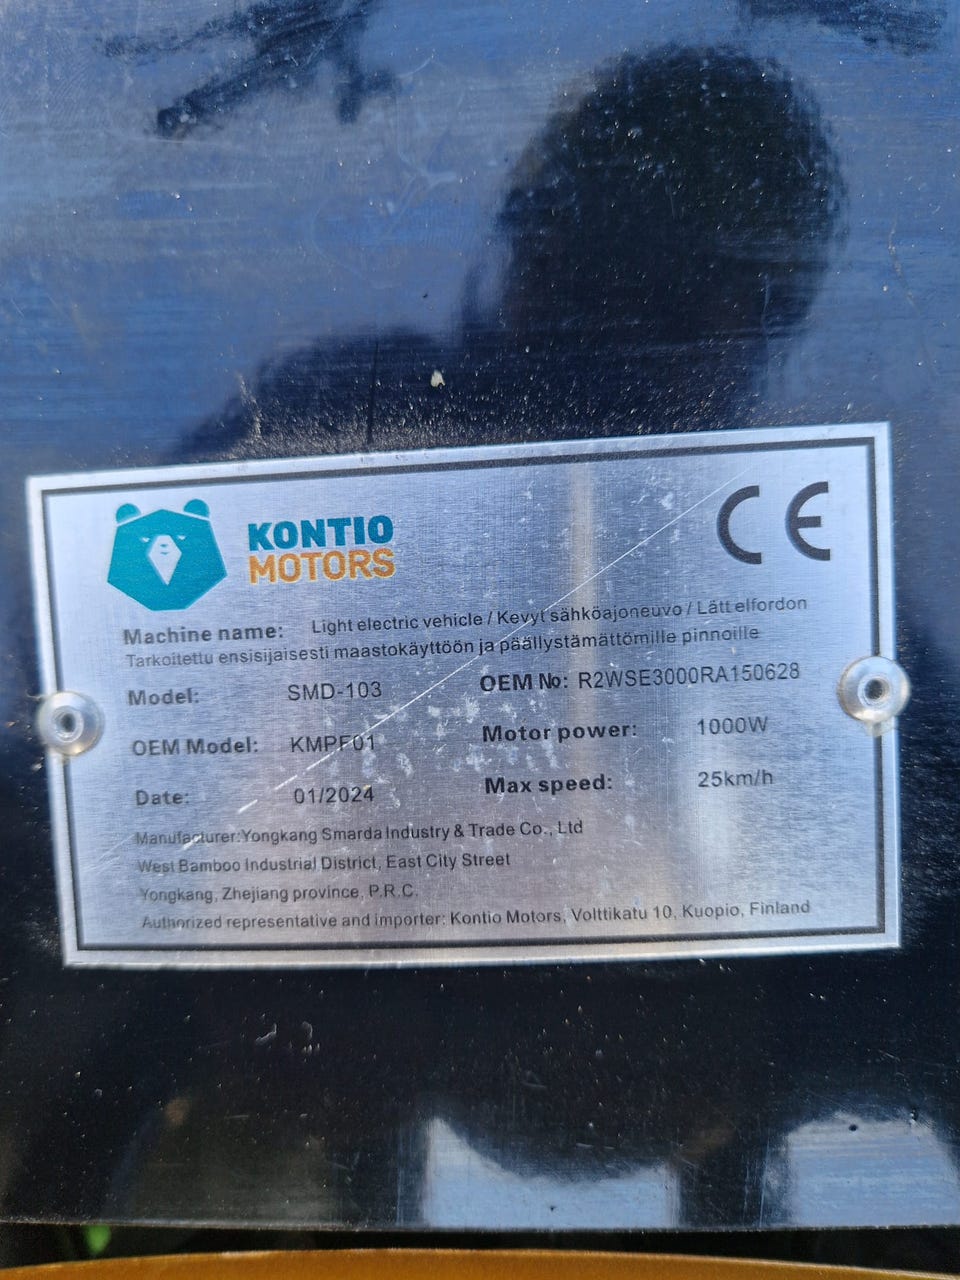 KONTIO
MOTORS
CE
Machine name: Light electric vehicle / Kevyt sähköajoneuvo / Lätt elfordon
Tarkoitettu ensisijaisesti maastokäyttöön ja päällystämättömille pinnoille
Model: SMD-103 OEM No: R2WSE3000RA150628
OEM Model: KMPF01 Motor power: 1000W
Date: 01/2024 Max speed: 25km/h
Manufacturer:Yongkang Smarda Industry & Trade Co., Ltd
West Bamboo Industrial District, East City Street
Yongkang, Zhejiang province, P.R.C.
Authorized representative and importer: Kontio Motors, Volttikatu 10, Kuopio, Finland